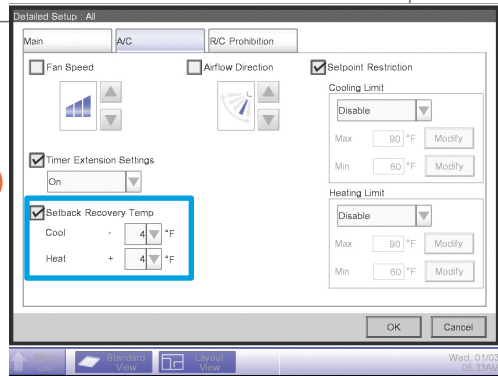 Detailed Setup : All
Main
A/C
R/C Prohibition
Fan Speed
Airflow Direction
Setpoint Restriction
Cooling Limit
Disable
Max 90 °F Modify
Min 60 °F Modify
Timer Extension Settings
On
Heating Limit
Disable
Max 90 °F Modify
Min 60 °F Modify
Setback Recovery Temp
Cool - 4 °F
Heat + 4 °F
OK
Cancel
Menu List
Standard View
Layout View
Wed, 01/03
05:33AM